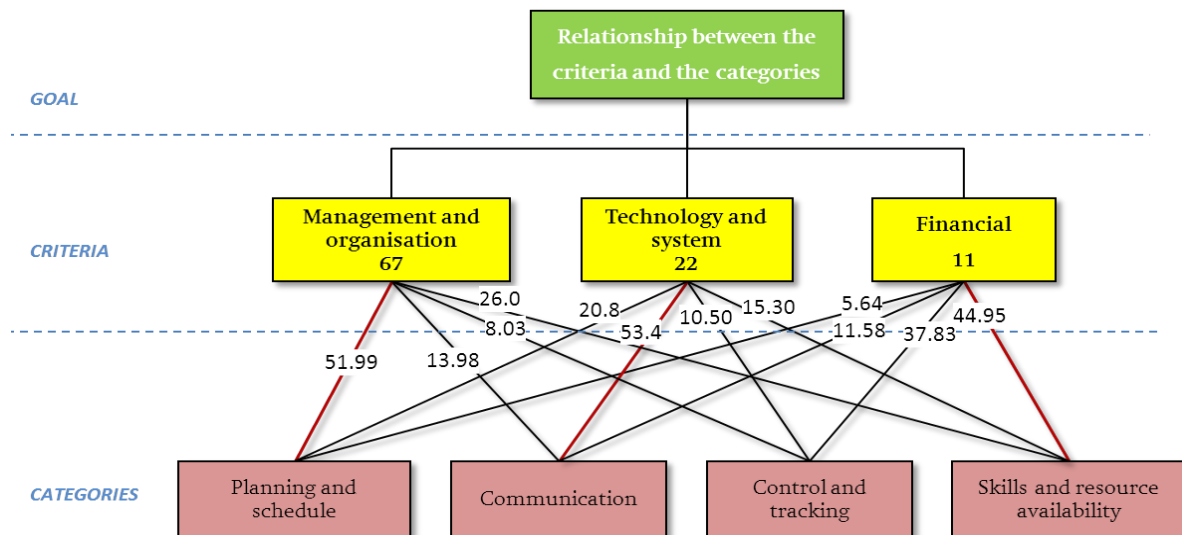 Relationship between the
criteria and the categories
GOAL
Management and
organisation
67
Technology and
system
22
Financial
11
CRITERIA
26.0
8.03
20.8
53.4
10.50
15.30
5.64
11.58
37.83
44.95
51.99
13.98
Planning and
schedule
Communication
Control and
tracking
Skills and resource
availability
CATEGORIES